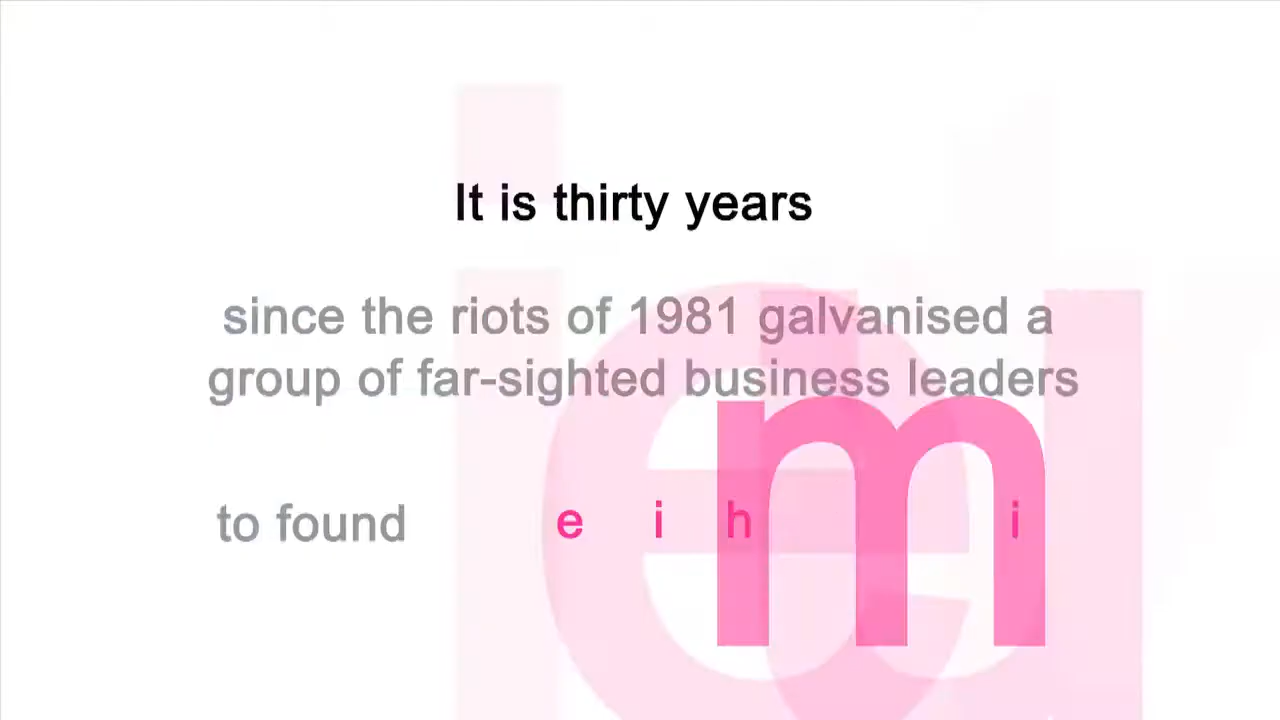 It is thirty years
since the riots of 1981 galvanised a
group of far-sighted business leaders
to found e i h m i